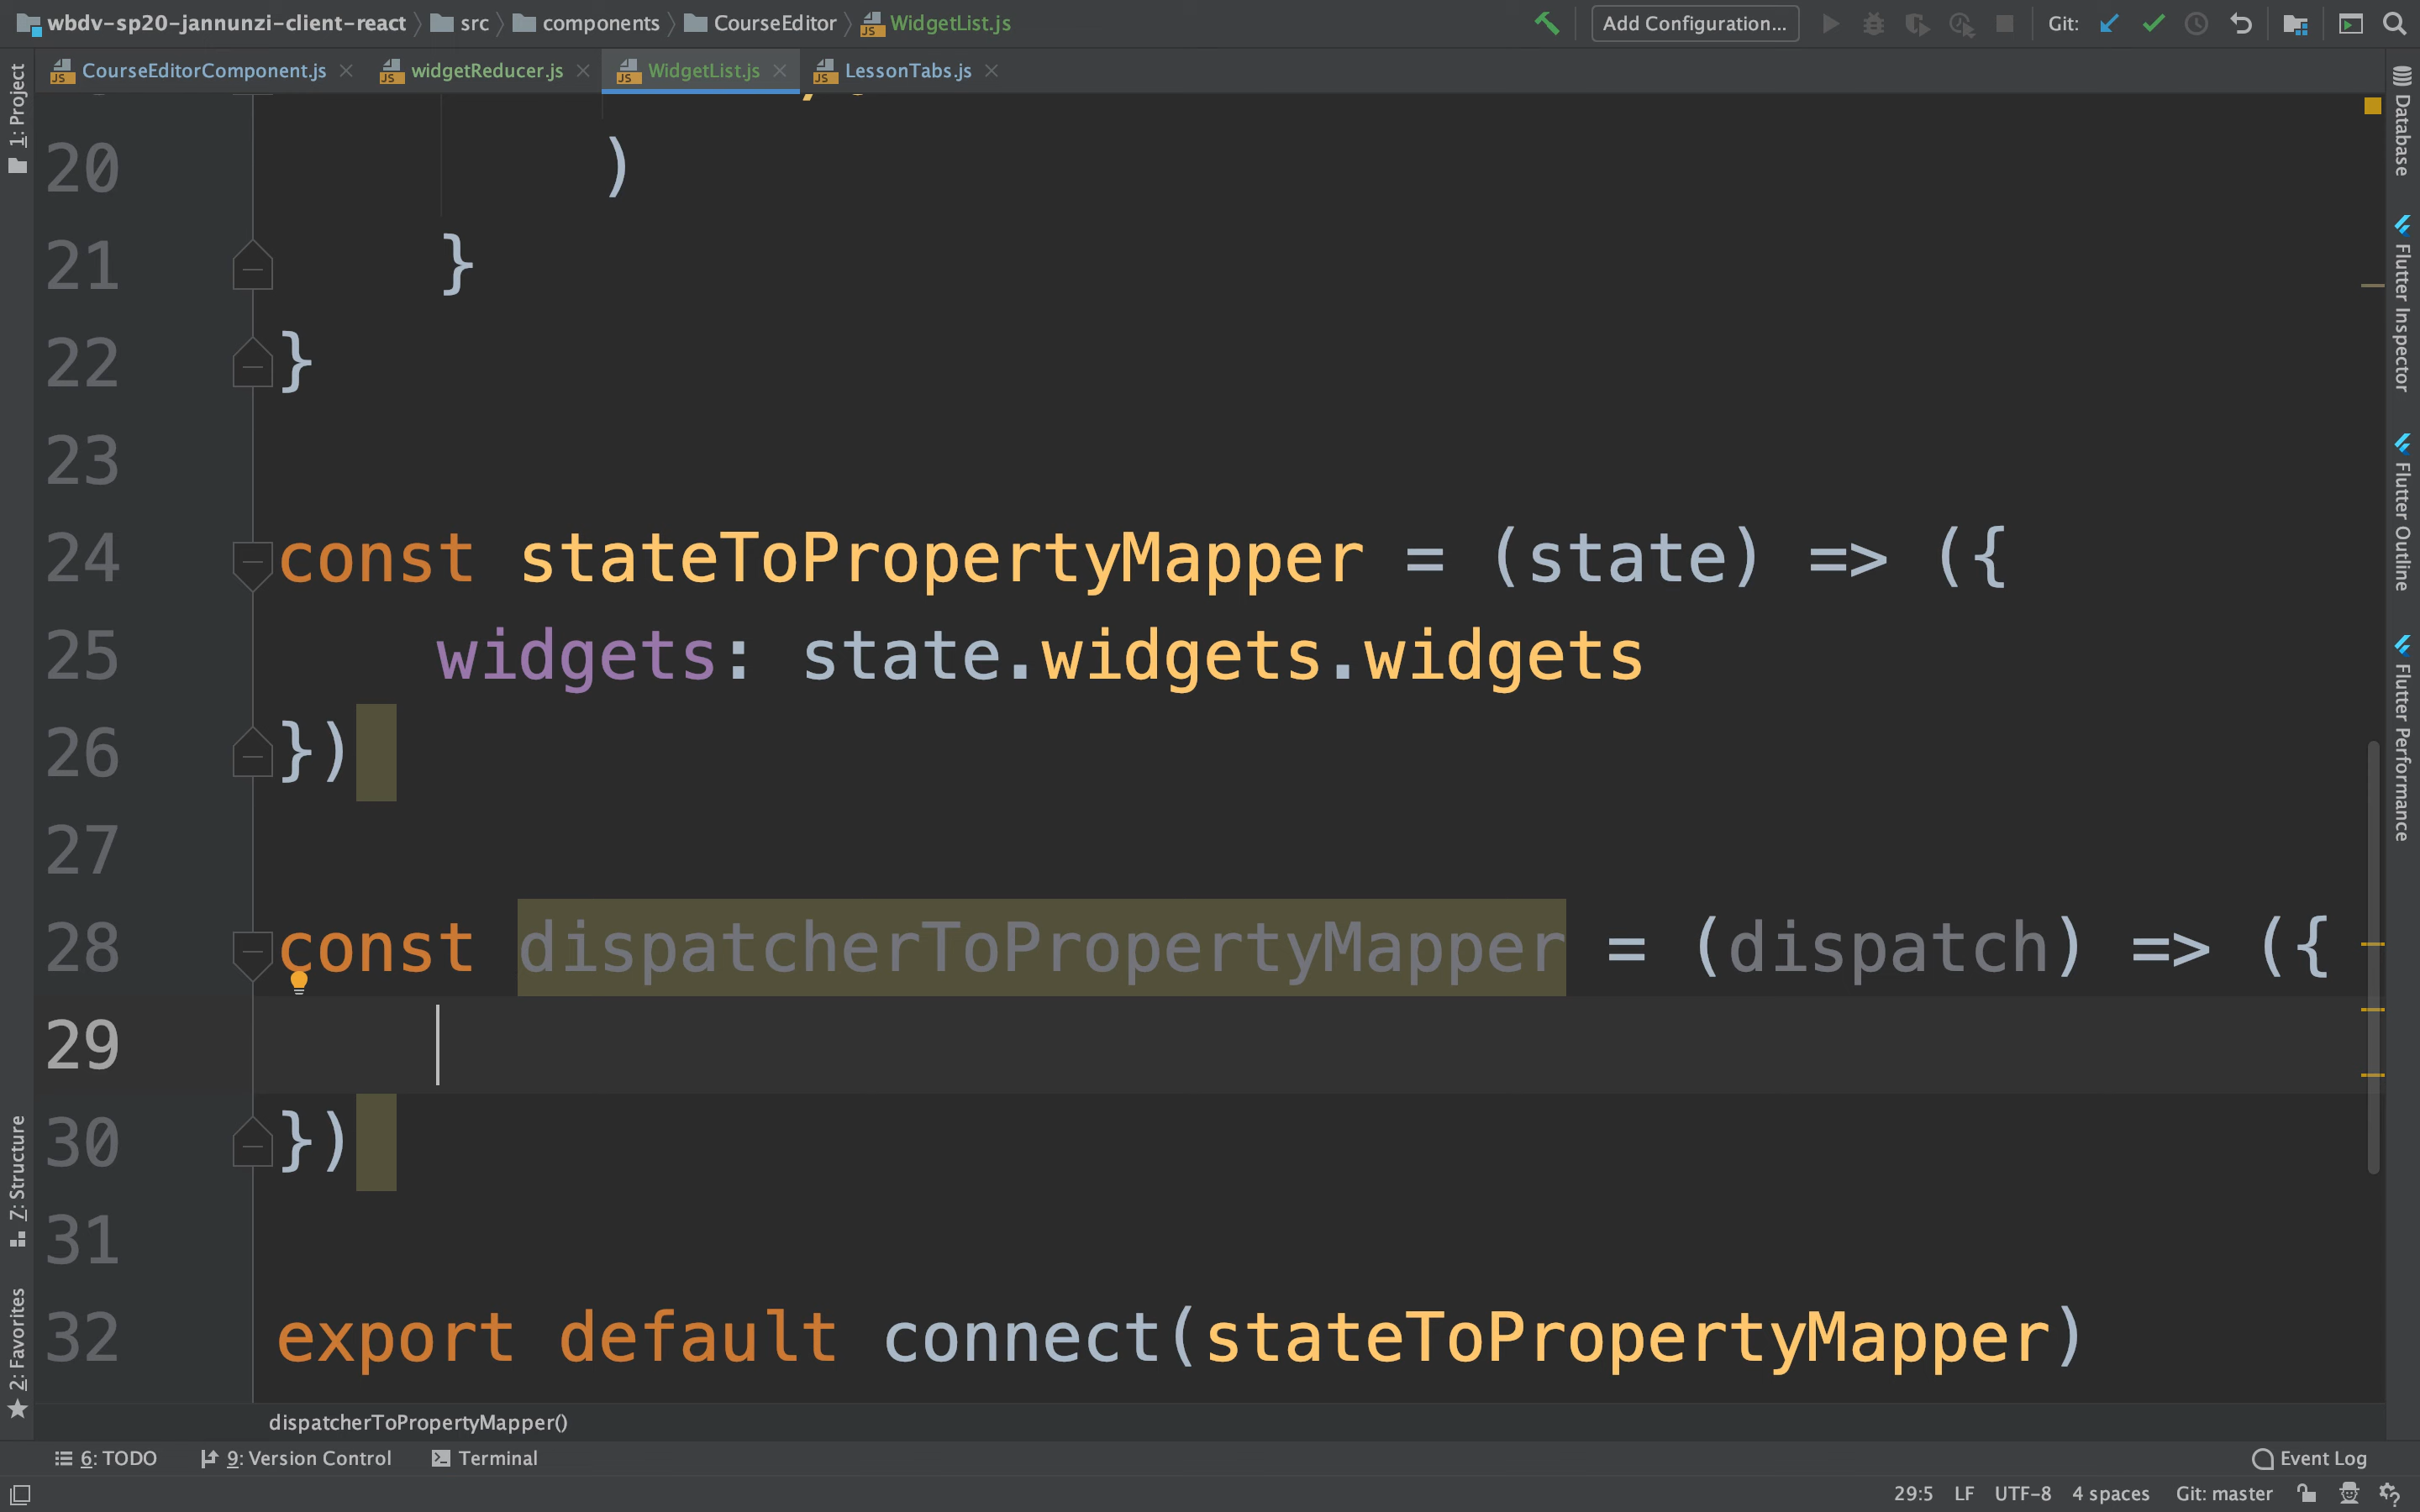 wbdv-sp20-jannunzi-client-react src components CourseEditor WidgetList.js Add Configuration... Git:
CourseEditorComponent.js widgetReducer.js WidgetList.js LessonTabs.js
1: Project
7: Structure
2: Favorites
20 )
21 }
22 }
23
24 const stateToPropertyMapper = (state) => ({
25 widgets: state.widgets.widgets
26 })
27
28 const dispatcherToPropertyMapper = (dispatch) => ({
29
30 })
31
32 export default connect(stateToPropertyMapper)
Database
Flutter Inspector
Flutter Outline
Flutter Performance
dispatcherToPropertyMapper()
6: TODO 9: Version Control Terminal Event Log
29:5 LF UTF-8 4 spaces Git: master